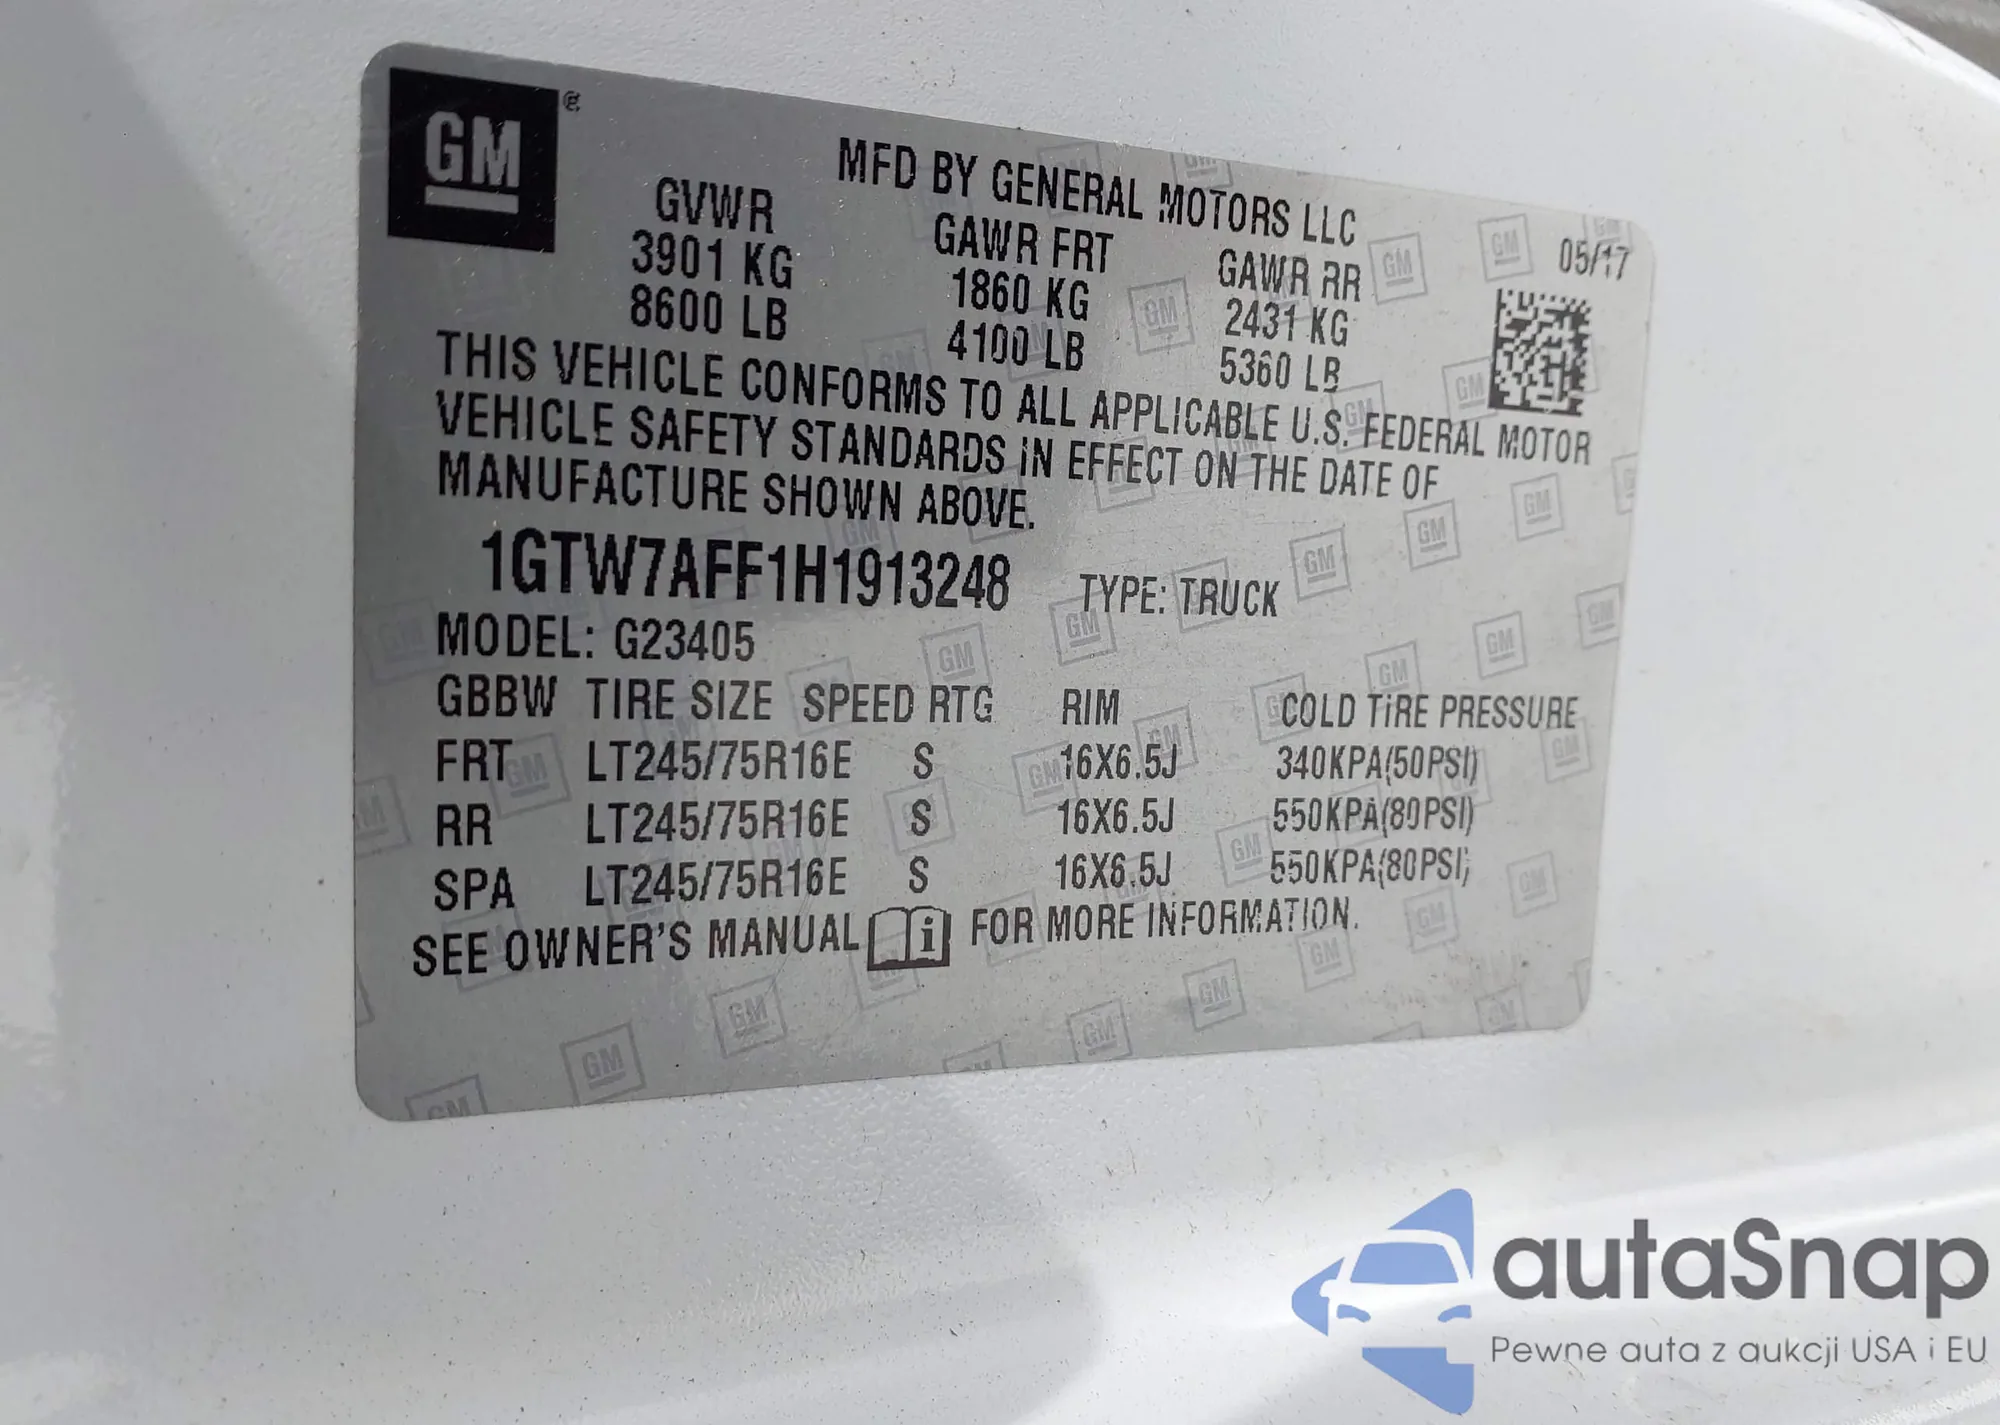 GM
MFD BY GENERAL MOTORS LLC
05/17
GVWR GAWR FRT GAWR RR
3901 KG 1860 KG 2431 KG
8600 LB 4100 LB 5360 LB
THIS VEHICLE CONFORMS TO ALL APPLICABLE U.S. FEDERAL MOTOR
VEHICLE SAFETY STANDARDS IN EFFECT ON THE DATE OF
MANUFACTURE SHOWN ABOVE.
1GTW7AFF1H1913248 TYPE: TRUCK
MODEL: G23405
GBBW TIRE SIZE SPEED RTG RIM COLD TIRE PRESSURE
FRT LT245/75R16E S 16X6.5J 340KPA(50PSI)
RR LT245/75R16E S 16X6.5J 550KPA(80PSI)
SPA LT245/75R16E S 16X6.5J 550KPA(80PSI)
SEE OWNER'S MANUAL i FOR MORE INFORMATION.
autaSnap
Pewne auta z aukcji USA i EU